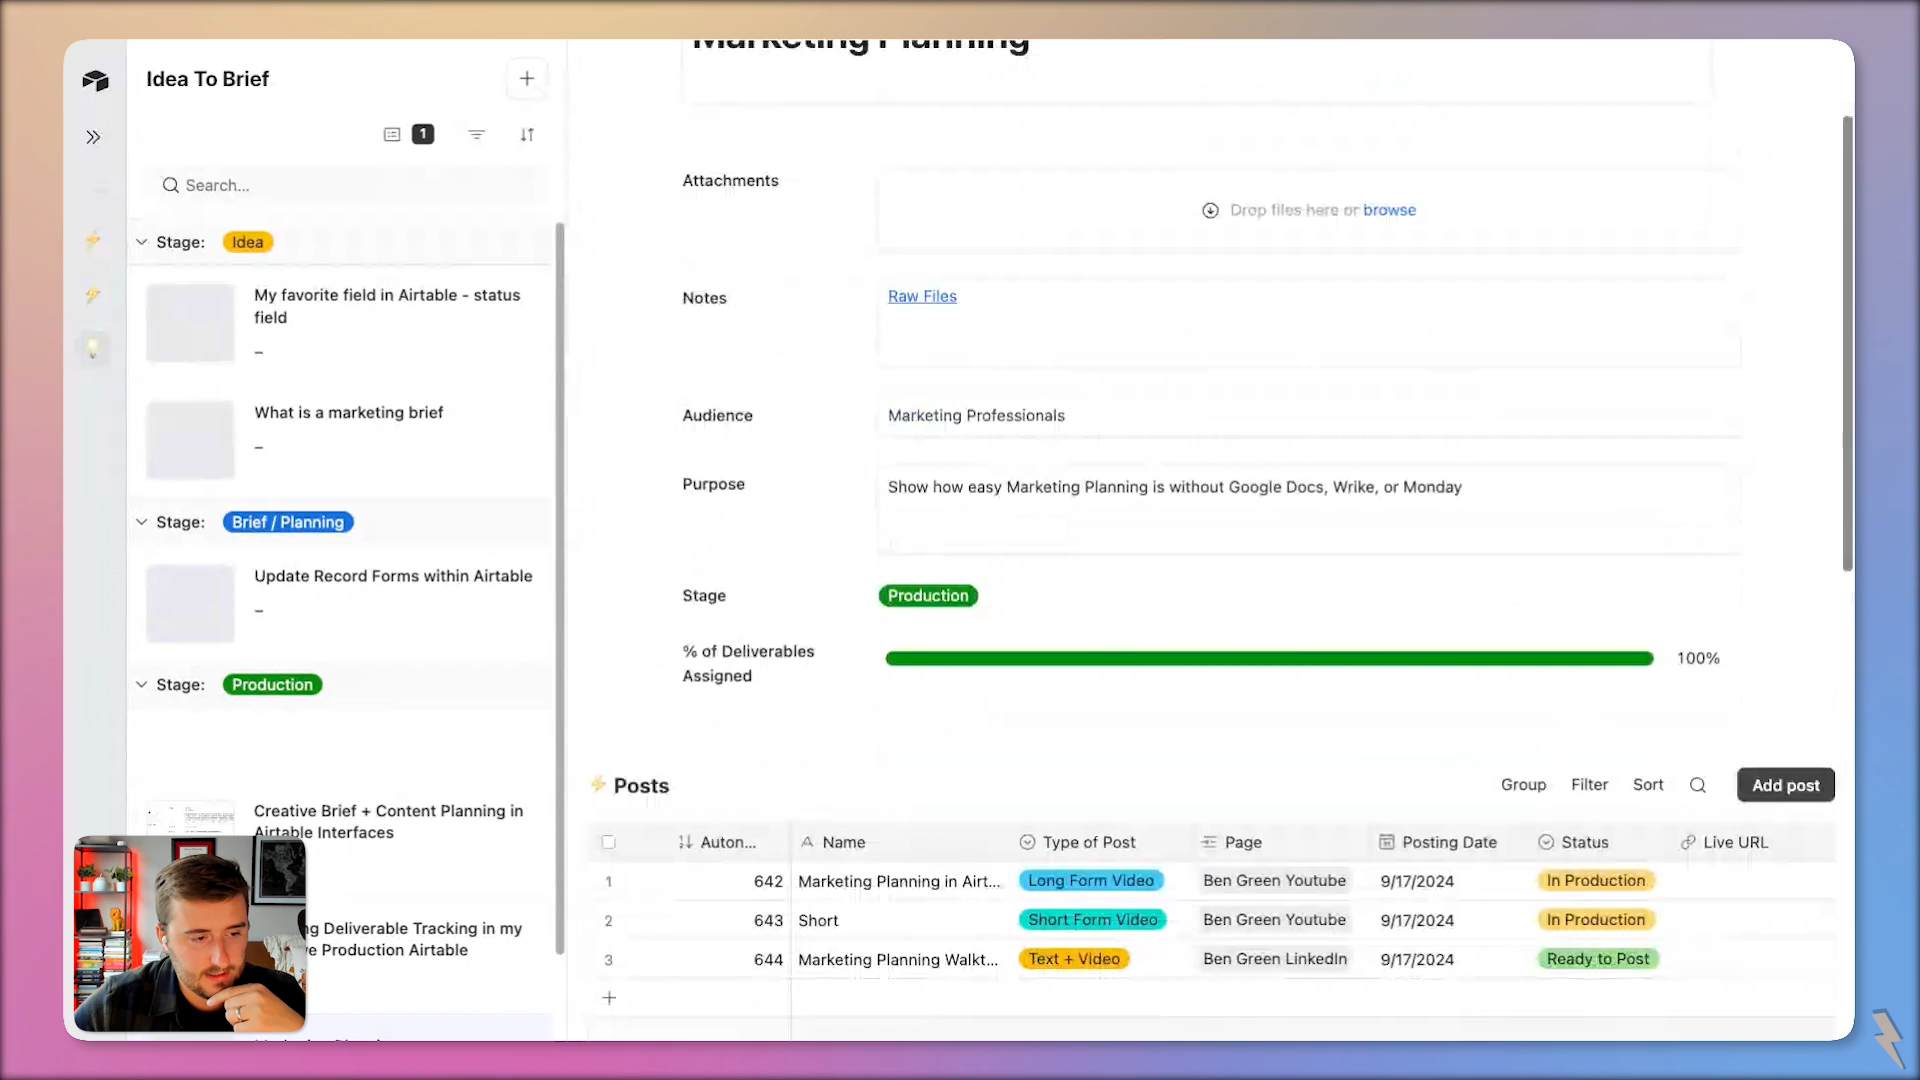 Idea To Brief
1
Search...
Stage: Idea
My favorite field in Airtable - status
field
–
What is a marketing brief
–
Stage: Brief / Planning
Update Record Forms within Airtable
–
Stage: Production
Creative Brief + Content Planning in
Airtable Interfaces
ng Deliverable Tracking in my
e Production Airtable
Marketing Planning
Attachments
Drop files here or browse
Notes
Raw Files
Audience
Marketing Professionals
Purpose
Show how easy Marketing Planning is without Google Docs, Wrike, or Monday
Stage
Production
% of Deliverables
Assigned
100%
Posts
Group Filter Sort Add post
Auton... Name Type of Post Page Posting Date Status Live URL
1 642 Marketing Planning in Airt... Long Form Video Ben Green Youtube 9/17/2024 In Production
2 643 Short Short Form Video Ben Green Youtube 9/17/2024 In Production
3 644 Marketing Planning Walkt... Text + Video Ben Green LinkedIn 9/17/2024 Ready to Post